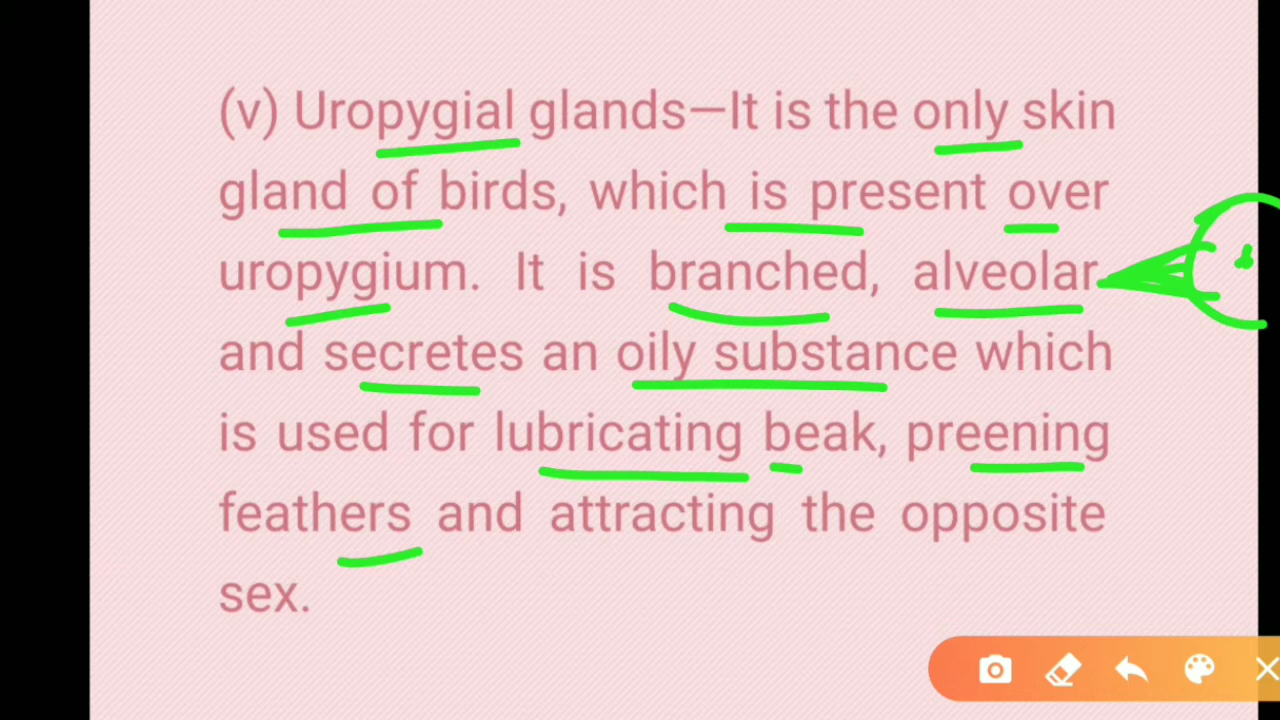 (v) Uropygial glands—It is the only skin
gland of birds, which is present over
uropygium. It is branched, alveolar
and secretes an oily substance which
is used for lubricating beak, preening
feathers and attracting the opposite
sex.